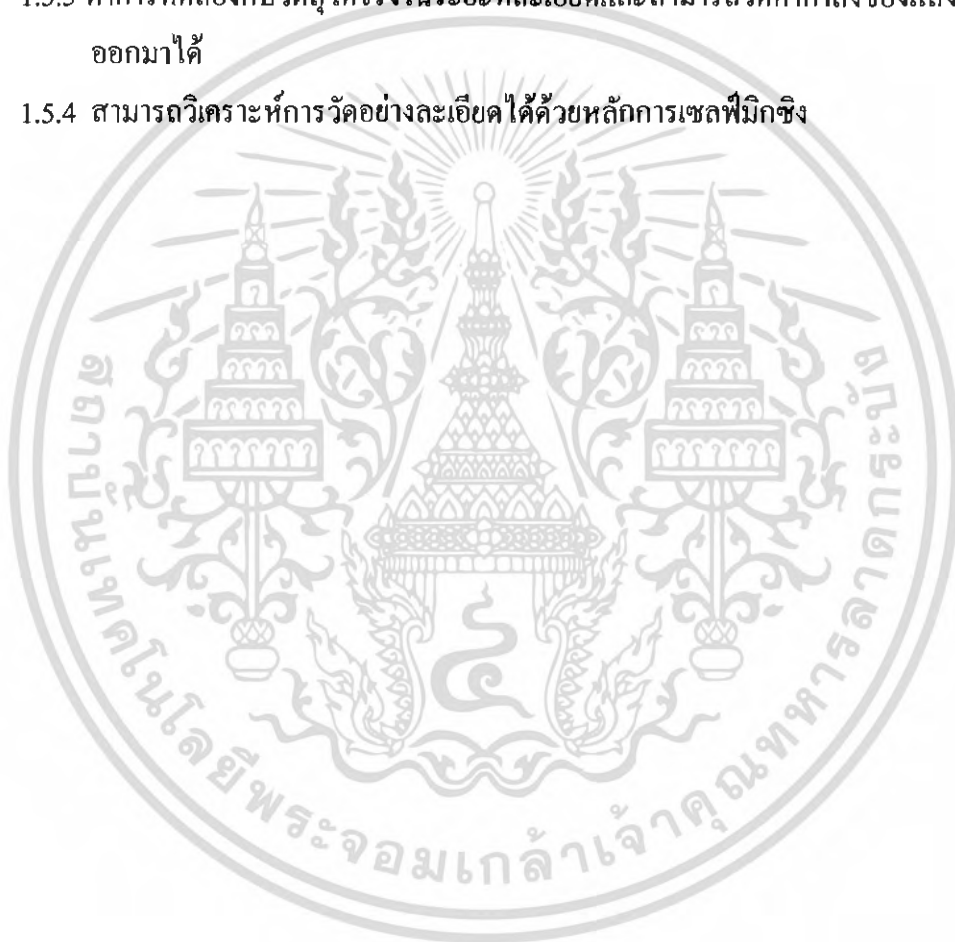 ออกมาได้
1.5.4 สามารถวิเคราะห์การวัดอย่างละเอียดได้ด้วยหลักการเซลฟ์มิกซิง
สถาบันเทคโนโลยีพระจอมเกล้าเจ้าคุณทหารลาดกระบัง